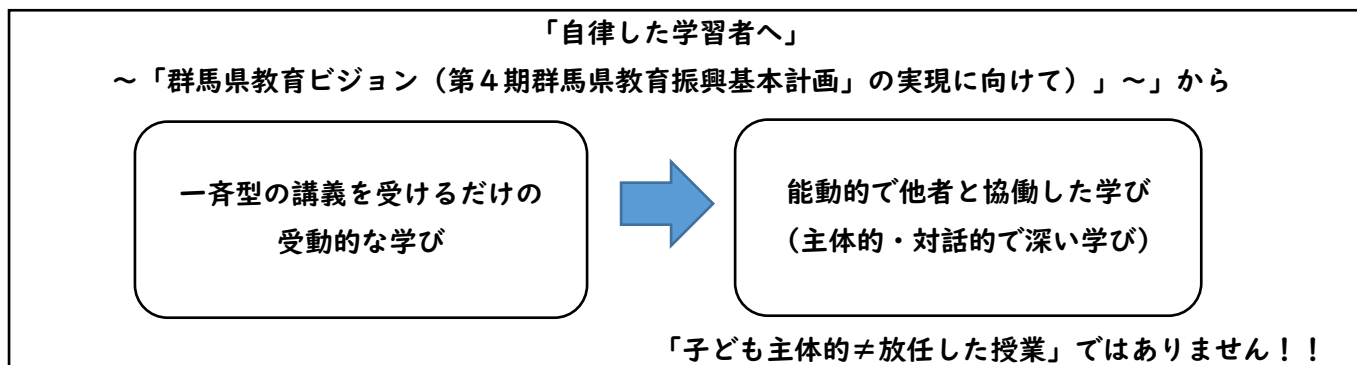 「自律した学習者へ」
～「群馬県教育ビジョン（第４期群馬県教育振興基本計画」の実現に向けて）」～」から
一斉型の講義を受けるだけの
受動的な学び
能動的で他者と協働した学び
（主体的・対話的で深い学び）
「子ども主体的≠放任した授業」ではありません！！